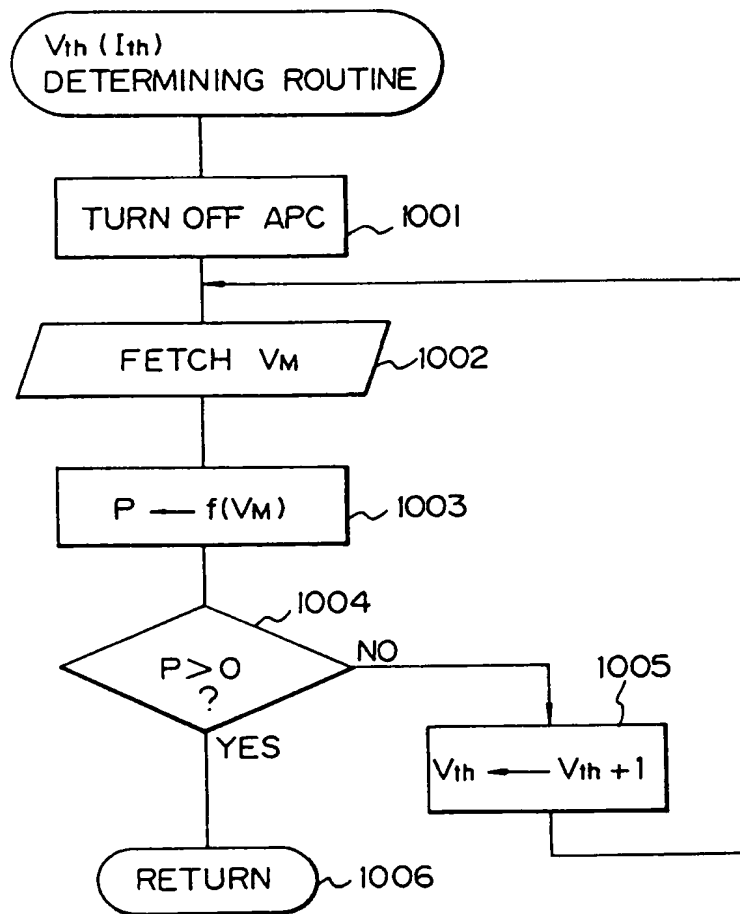 Vth (Ith)
DETERMINING ROUTINE
TURN OFF APC
1001
FETCH VM
1002
P ← f(VM)
1003
1004
P > 0
?
NO
YES
1005
Vth ← Vth + 1
RETURN
1006